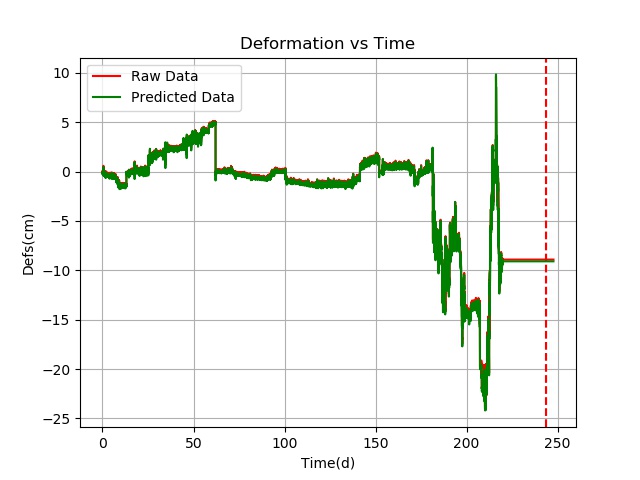 Deformation vs Time
Raw Data
Predicted Data
Defs(cm)
10
5
0
−5
−10
−15
−20
−25
0 50 100 150 200 250
Time(d)